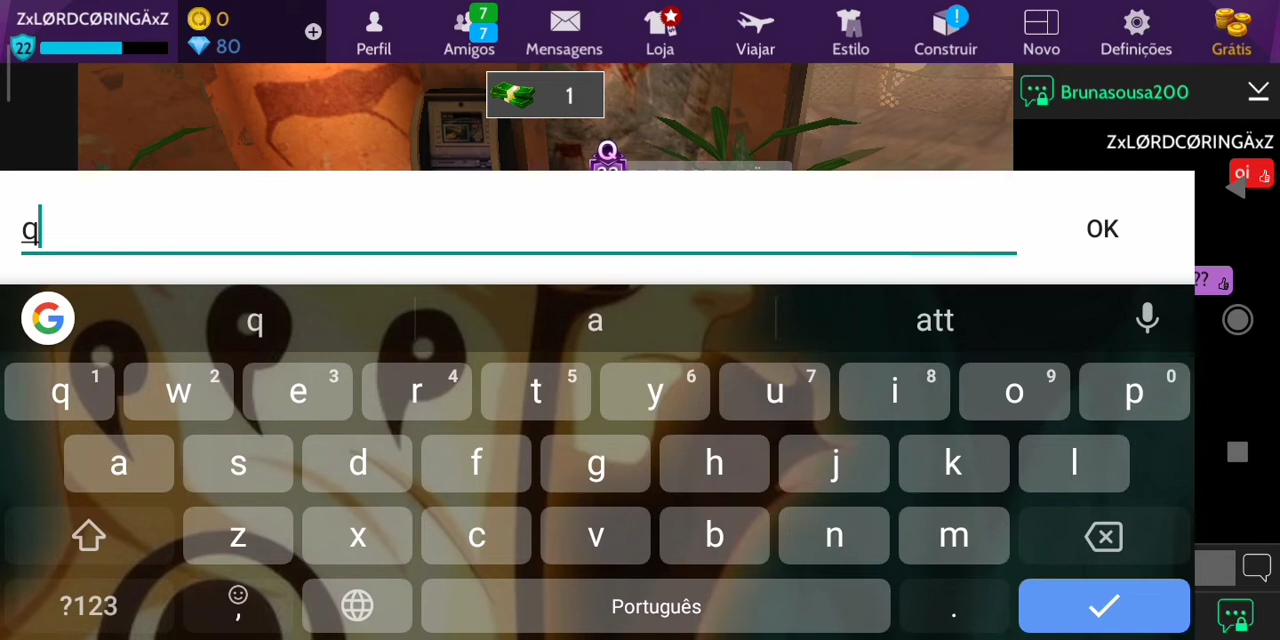 ZxLØRDCØRINGÄxZ
22
0
80
Perfil
7
7
Amigos
Mensagens
Loja
Viajar
Estilo
!
Construir
Novo
Definições
Grátis
1
Brunasousa200
Q
ZxLØRDCØRINGÄxZ
oi
??
q
OK
q a att
q 1 w 2 e 3 r 4 t 5 y 6 u 7 i 8 o 9 p 0
a s d f g h j k l
z x c v b n m
?123 , Português .